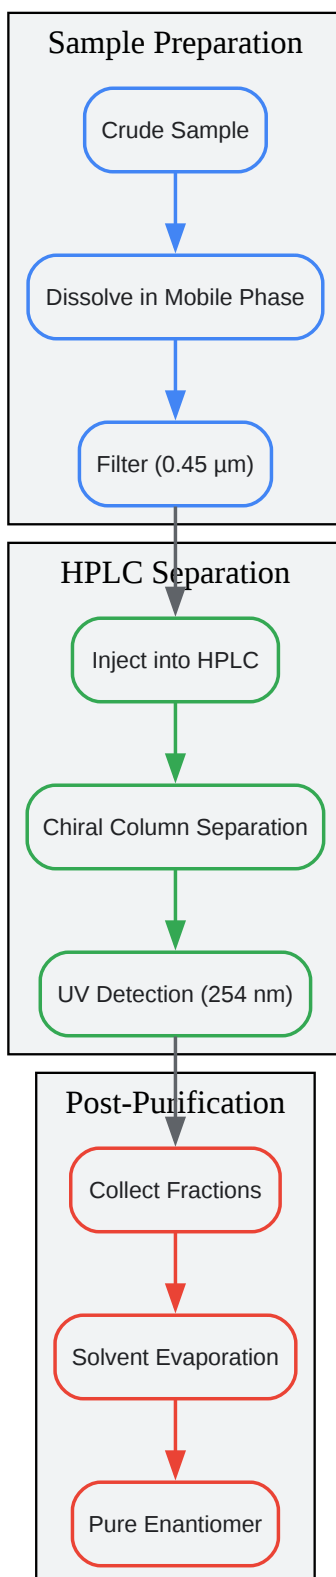 Sample Preparation
Crude Sample
Dissolve in Mobile Phase
Filter (0.45 µm)
HPLC Separation
Inject into HPLC
Chiral Column Separation
UV Detection (254 nm)
Post-Purification
Collect Fractions
Solvent Evaporation
Pure Enantiomer